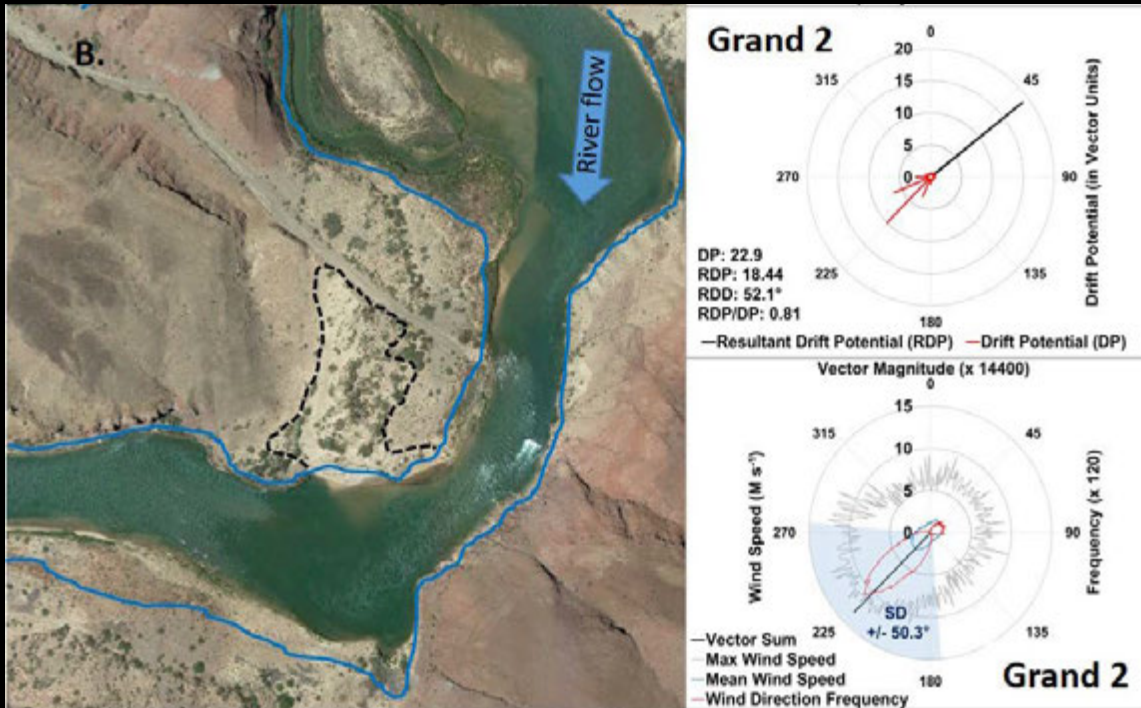 B.
River flow
Grand 2
0
20
15
10
5
0
315
45
270
90
225
135
180
DP: 22.9
RDP: 18.44
RDD: 52.1°
RDP/DP: 0.81
Drift Potential (in Vector Units)
Resultant Drift Potential (RDP)
Drift Potential (DP)
Vector Magnitude (x 14400)
0
15
10
5
0
315
45
270
90
225
135
180
Wind Speed (M s⁻¹)
Frequency (x 120)
SD
+/- 50.3°
Vector Sum
Max Wind Speed
Mean Wind Speed
Wind Direction Frequency
Grand 2